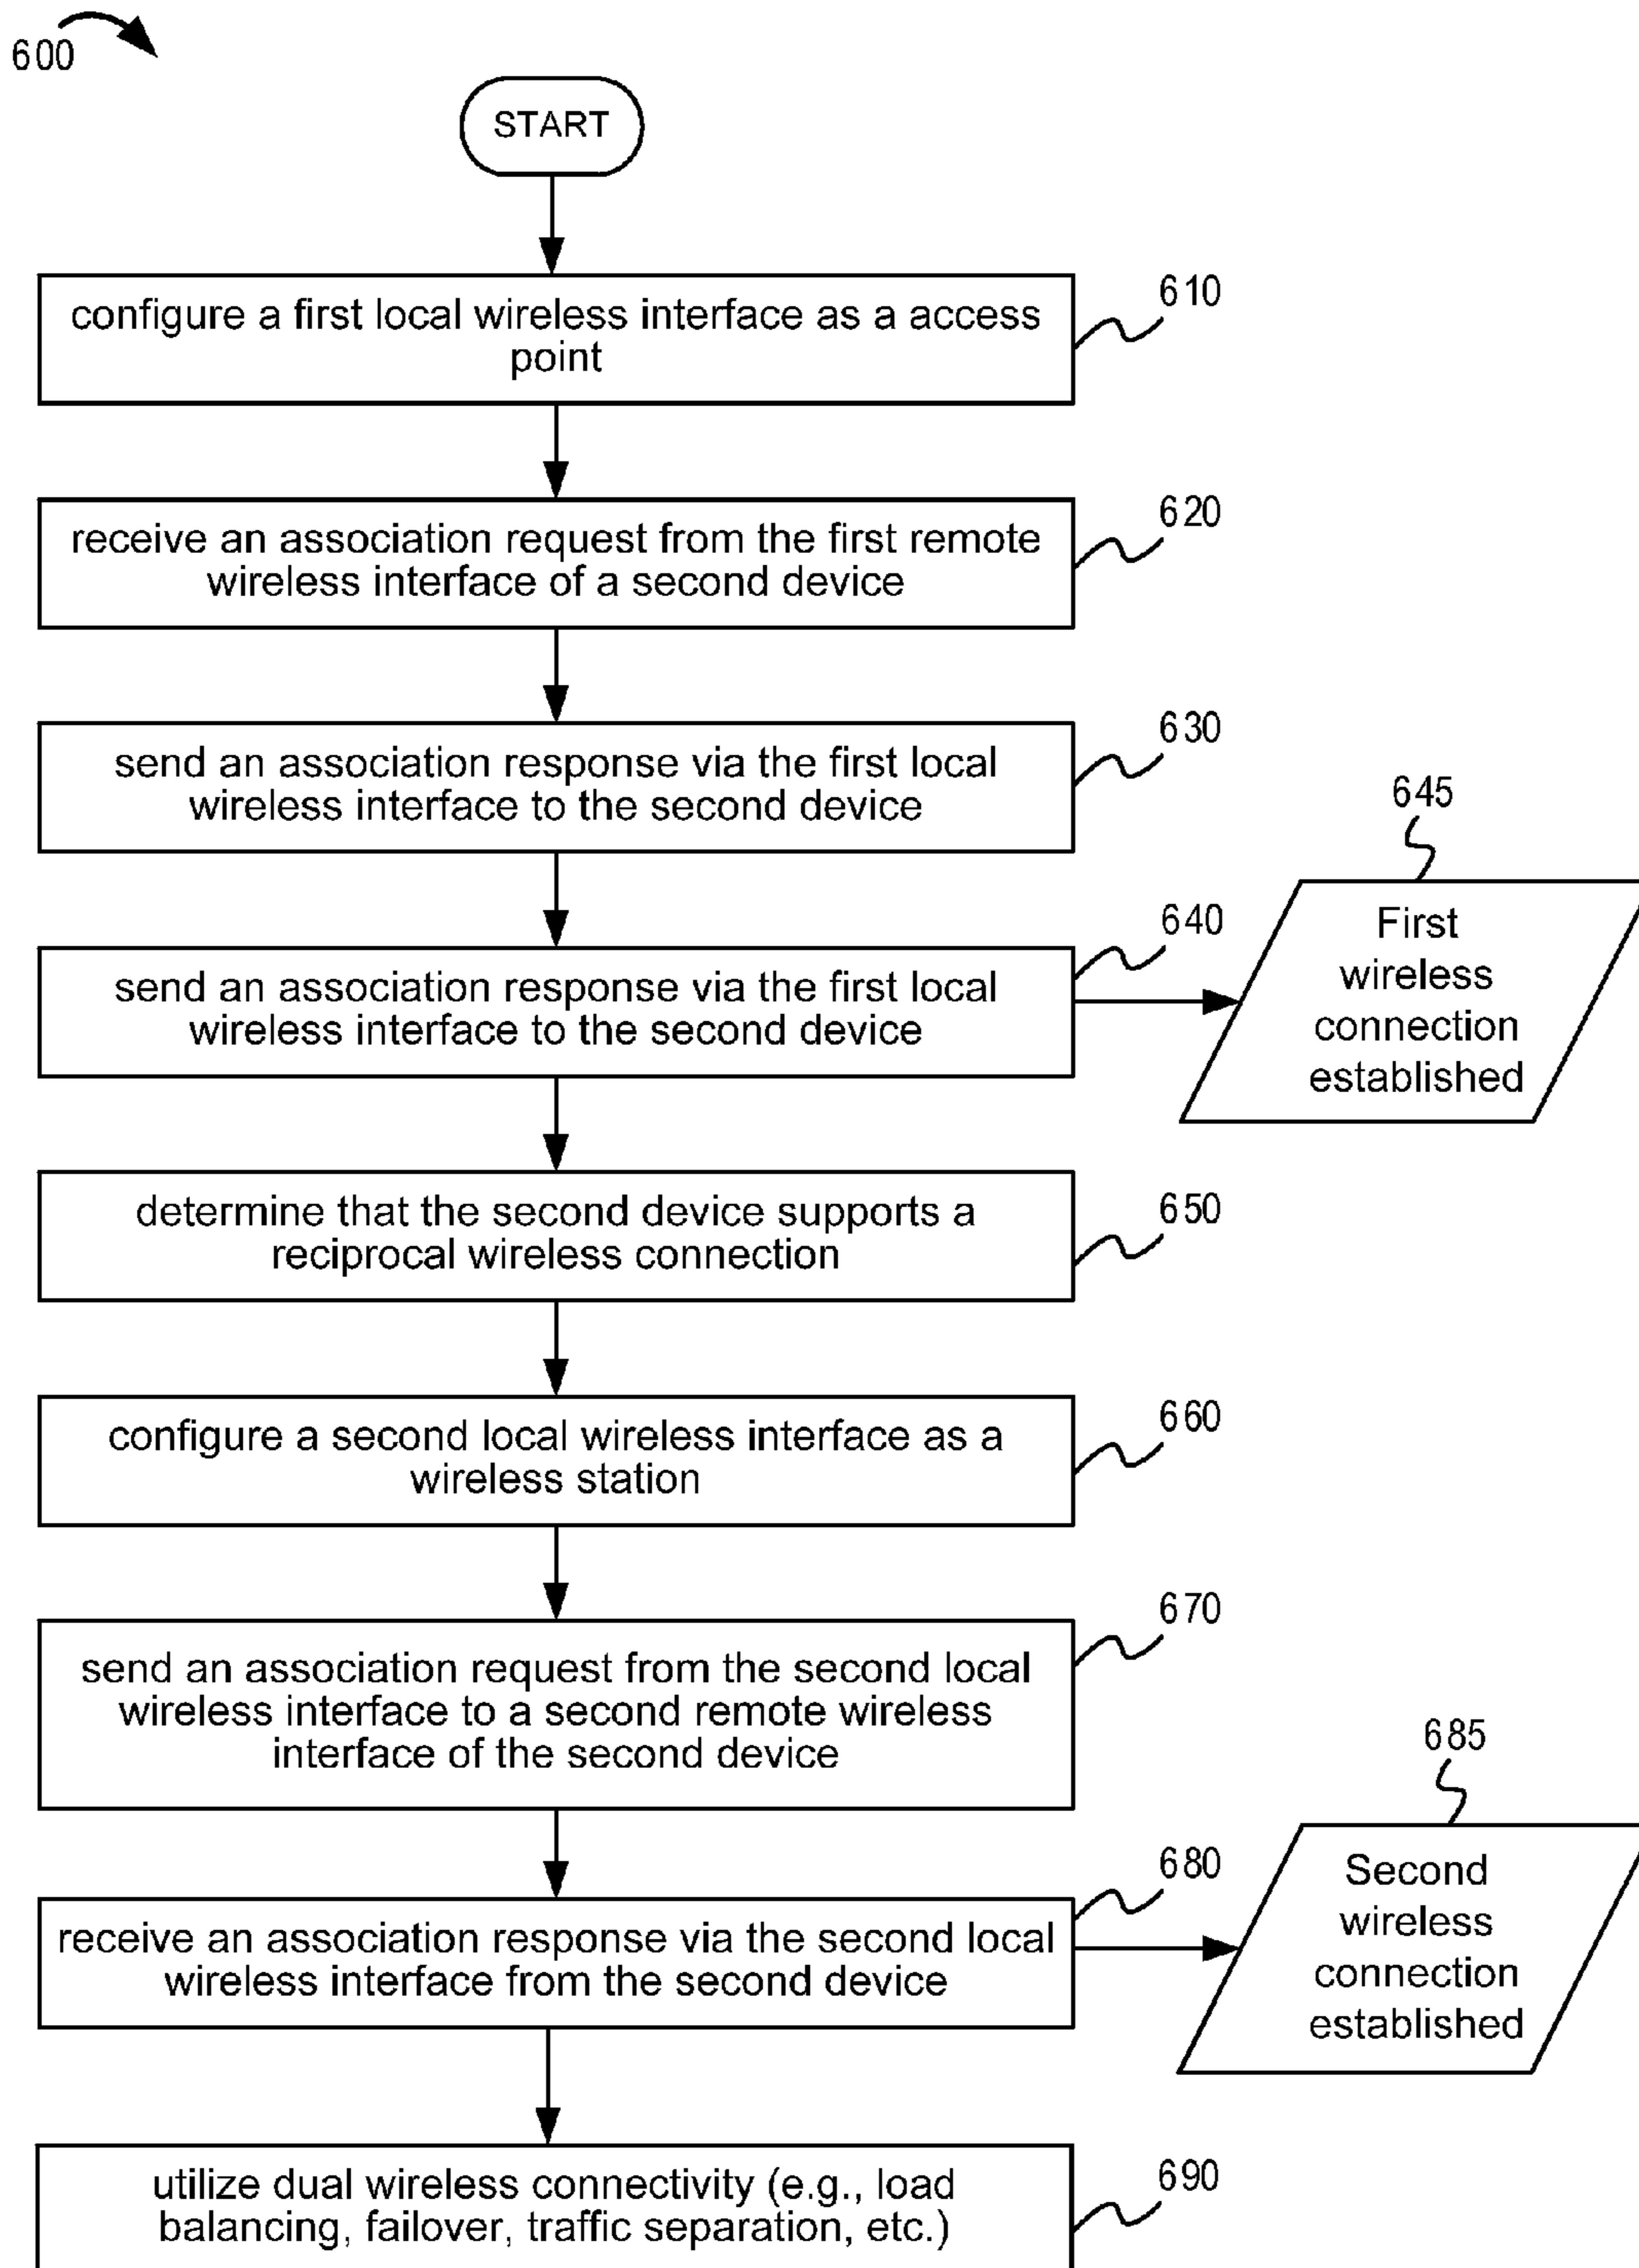 600
START
configure a first local wireless interface as a access
point
610
receive an association request from the first remote
wireless interface of a second device
620
send an association response via the first local
wireless interface to the second device
630
send an association response via the first local
wireless interface to the second device
640
645
First
wireless
connection
established
determine that the second device supports a
reciprocal wireless connection
650
configure a second local wireless interface as a
wireless station
660
send an association request from the second local
wireless interface to a second remote wireless
interface of the second device
670
receive an association response via the second local
wireless interface from the second device
680
685
Second
wireless
connection
established
utilize dual wireless connectivity (e.g., load
balancing, failover, traffic separation, etc.)
690